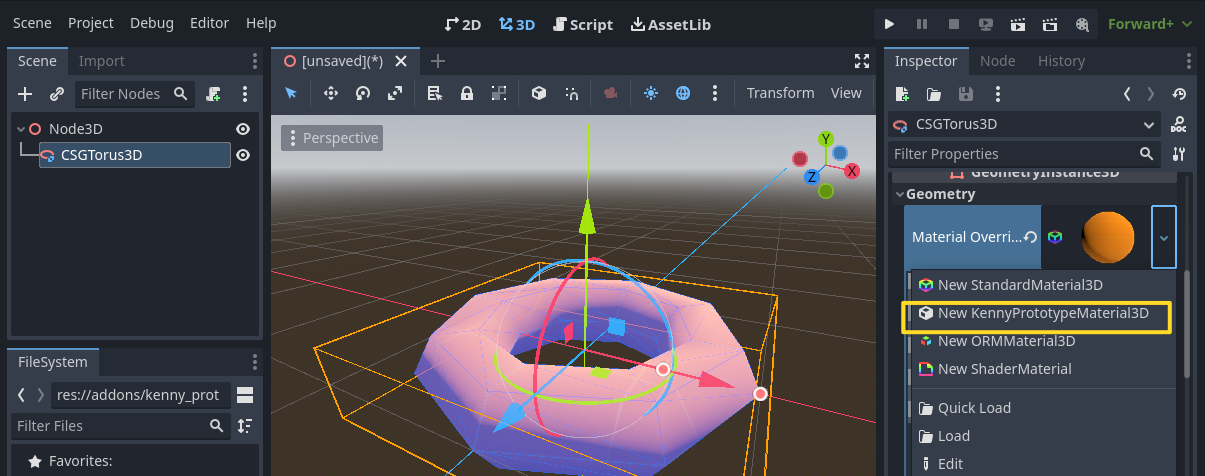 Scene Project Debug Editor Help
2D 3D Script AssetLib
Forward+
Scene Import
Filter Nodes
Node3D
CSGTorus3D
FileSystem
res://addons/kenny_prot
Filter Files
Favorites:
[unsaved](*)
Transform View
Perspective
Y
X
Z
Inspector Node History
CSGTorus3D
DOC
Filter Properties
GeometryInstance3D
Geometry
Material Overri...
New StandardMaterial3D
New KennyPrototypeMaterial3D
New ORMMaterial3D
New ShaderMaterial
Quick Load
Load
Edit